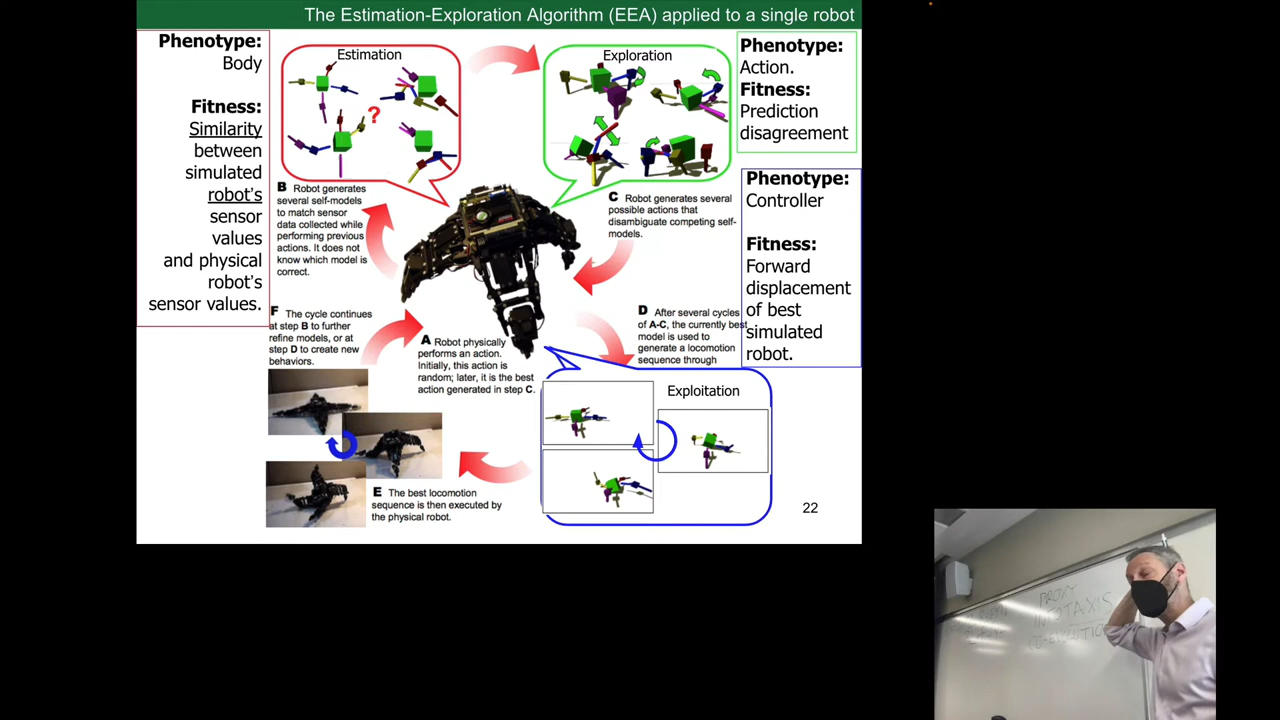 The Estimation-Exploration Algorithm (EEA) applied to a single robot
Phenotype:
Body
Fitness:
Similarity
between
simulated
robot's
sensor
values
and physical
robot's
sensor values.
Estimation
?
Exploration
Phenotype:
Action.
Fitness:
Prediction
disagreement
Phenotype:
Controller
Fitness:
Forward
displacement
of best
simulated
robot.
B Robot generates
several self-models
to match sensor
data collected while
performing previous
actions. It does not
know which model is
correct.
C Robot generates several
possible actions that
disambiguate competing self-
models.
F The cycle continues
at step B to further
refine models, or at
step D to create new
behaviors.
A Robot physically
performs an action.
Initially, this action is
random; later, it is the best
action generated in step C.
D After several cycles
of A-C, the currently best
model is used to
generate a locomotion
sequence through
Exploitation
E The best locomotion
sequence is then executed by
the physical robot.
22
PROXY
INFOTAXIS